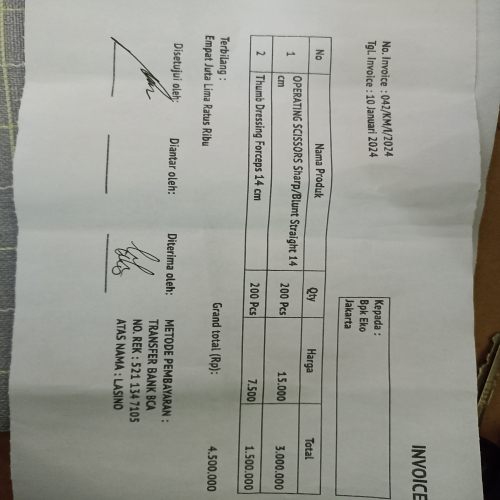 INVOICE
No. Invoice : 042/KM/I/2024
Tgl. Invoice : 10 Januari 2024
Kepada :
Bpk Eko
Jakarta
No Nama Produk Qty Harga Total
1 OPERATING SCISSORS Sharp/Blunt Straight 14 cm 200 Pcs 15.000 3.000.000
2 Thumb Dressing Forceps 14 cm 200 Pcs 7.500 1.500.000
Grand total (Rp): 4.500.000
Terbilang :
Empat Juta Lima Ratus Ribu
Disetujui oleh: Diantar oleh: Diterima oleh:
METODE PEMBAYARAN :
TRANSFER BANK BCA
NO. REK : 521 134 7105
ATAS NAMA : LASINO